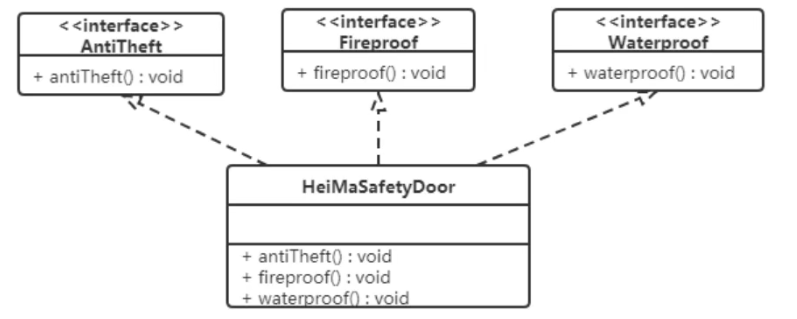 <<interface>>
AntiTheft
+ antiTheft() : void
<<interface>>
Fireproof
+ fireproof() : void
<<interface>>
Waterproof
+ waterproof() : void
HeiMaSafetyDoor
+ antiTheft() : void
+ fireproof() : void
+ waterproof() : void